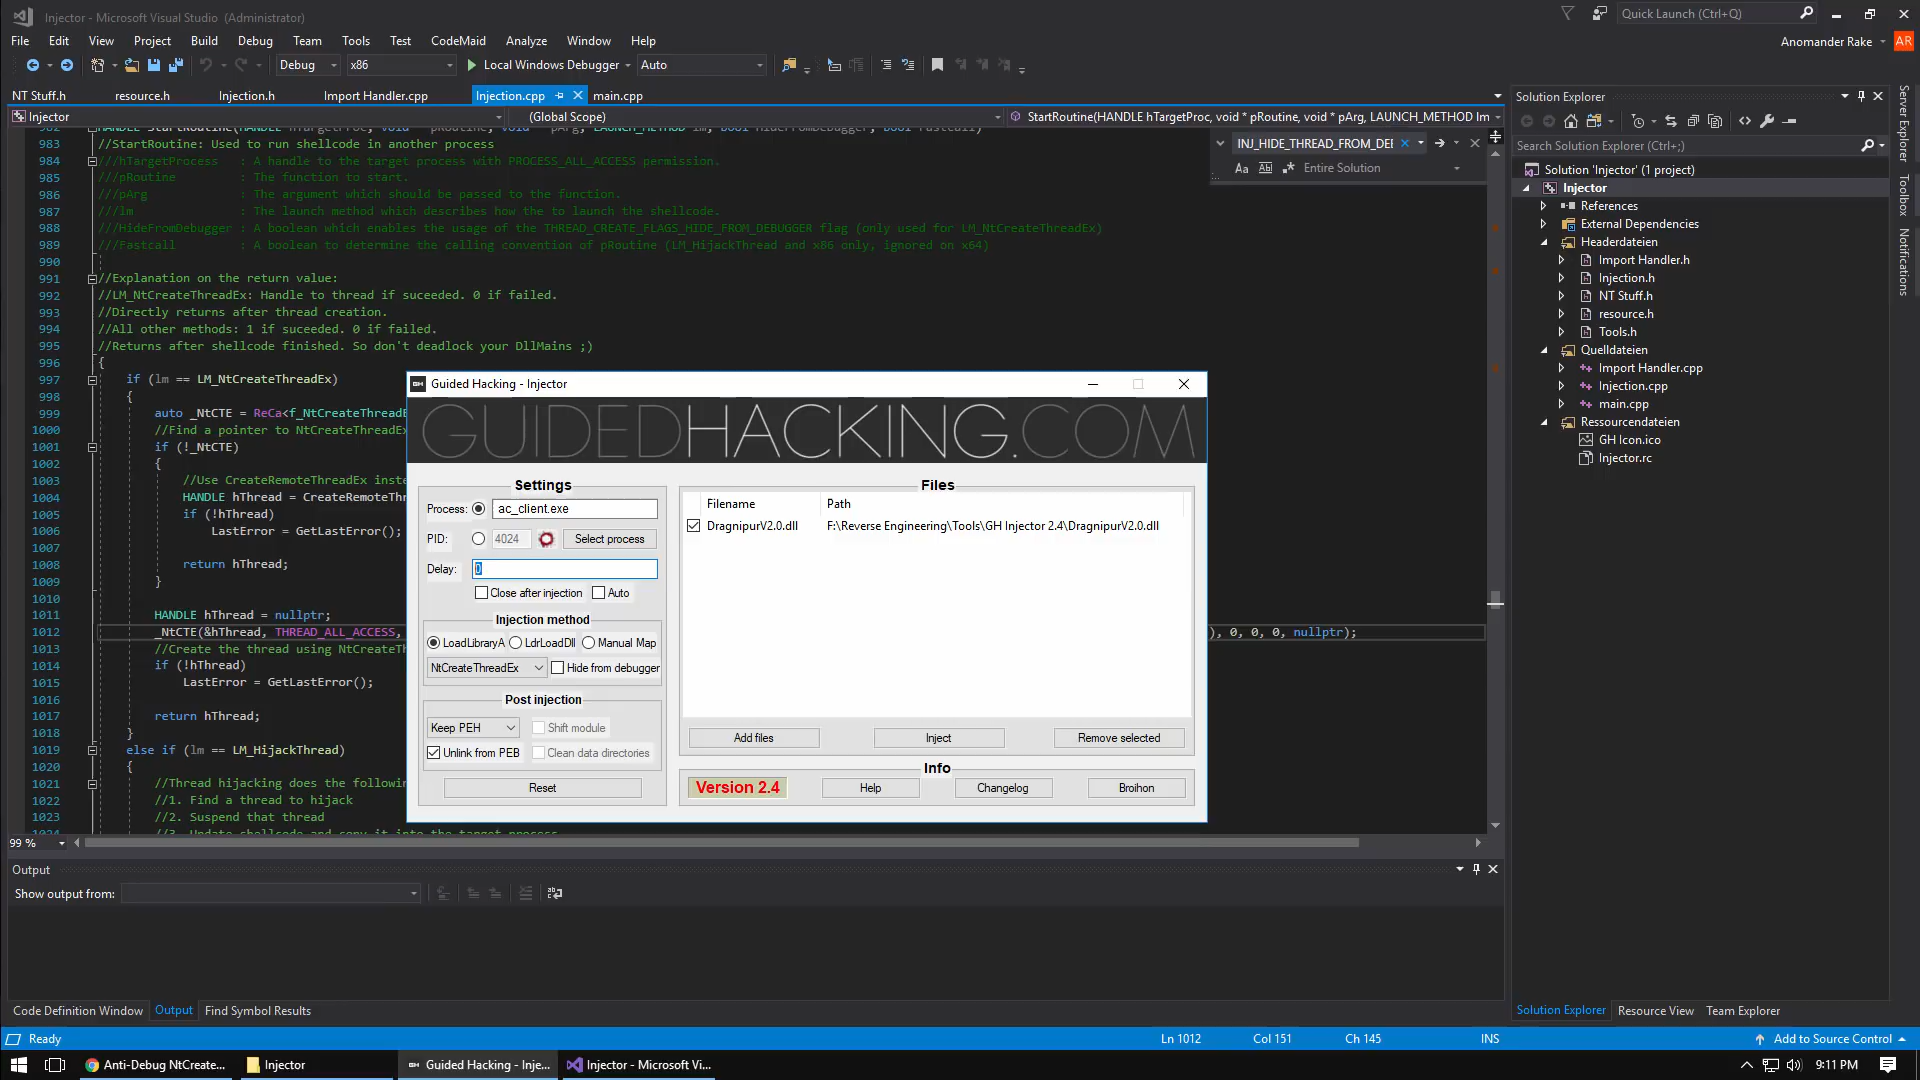 Injector - Microsoft Visual Studio (Administrator)
Quick Launch (Ctrl+Q)
File Edit View Project Build Debug Team Tools Test CodeMaid Analyze Window Help
Anomander Rake AR
Debug x86 Local Windows Debugger Auto
NT Stuff.h resource.h Injection.h Import Handler.cpp Injection.cpp main.cpp
Injector (Global Scope) StartRoutine(HANDLE hTargetProc, void * pRoutine, void * pArg, LAUNCH_METHOD lm
INJ_HIDE_THREAD_FROM_DEE
Entire Solution
983 //StartRoutine: Used to run shellcode in another process
984 ///hTargetProcess : A handle to the target process with PROCESS_ALL_ACCESS permission.
985 ///pRoutine : The function to start.
986 ///pArg : The argument which should be passed to the function.
987 ///lm : The launch method which describes how the to launch the shellcode.
988 ///HideFromDebugger : A boolean which enables the usage of the THREAD_CREATE_FLAGS_HIDE_FROM_DEBUGGER flag (only used for LM_NtCreateThreadEx)
989 ///Fastcall : A boolean to determine the calling convention of pRoutine (LM_HijackThread and x86 only, ignored on x64)
990
991 //Explanation on the return value:
992 //LM_NtCreateThreadEx: Handle to thread if suceeded. 0 if failed.
993 //Directly returns after thread creation.
994 //All other methods: 1 if suceeded. 0 if failed.
995 //Returns after shellcode finished. So don't deadlock your DllMains ;)
996 {
997 if (lm == LM_NtCreateThreadEx)
998 {
999 auto _NtCTE = ReCa<f_NtCreateThreadE
1000 //Find a pointer to NtCreateThreadEx
1001 if (!_NtCTE)
1002 {
1003 //Use CreateRemoteThreadEx inste
1004 HANDLE hThread = CreateRemoteThr
1005 if (!hThread)
1006 LastError = GetLastError();
1007
1008 return hThread;
1009 }
1010
1011 HANDLE hThread = nullptr;
1012 _NtCTE(&hThread, THREAD_ALL_ACCESS, ), 0, 0, 0, nullptr);
1013 //Create the thread using NtCreateTh
1014 if (!hThread)
1015 LastError = GetLastError();
1016
1017 return hThread;
1018 }
1019 else if (lm == LM_HijackThread)
1020 {
1021 //Thread hijacking does the followin
1022 //1. Find a thread to hijack
1023 //2. Suspend that thread
99 %
Guided Hacking - Injector
GUIDEDHACKING.COM
Settings
Process: ac_client.exe
PID: 4024 Select process
Delay: 0
Close after injection Auto
Injection method
LoadLibraryA LdrLoadDll Manual Map
NtCreateThreadEx Hide from debugger
Post injection
Keep PEH Shift module
Unlink from PEB Clean data directories
Reset
Files
Filename Path
DragnipurV2.0.dll F:\Reverse Engineering\Tools\GH Injector 2.4\DragnipurV2.0.dll
Add files Inject Remove selected
Info
Version 2.4 Help Changelog Broihon
Solution Explorer
Search Solution Explorer (Ctrl+;)
Solution 'Injector' (1 project)
Injector
References
External Dependencies
Headerdateien
Import Handler.h
Injection.h
NT Stuff.h
resource.h
Tools.h
Quelldateien
Import Handler.cpp
Injection.cpp
main.cpp
Ressourcendateien
GH Icon.ico
Injector.rc
Server Explorer
Toolbox
Notifications
Output
Show output from:
Code Definition Window Output Find Symbol Results
Solution Explorer Resource View Team Explorer
Ready Ln 1012 Col 151 Ch 145 INS Add to Source Control
Anti-Debug NtCreate... Injector Guided Hacking - Inje... Injector - Microsoft Vi... 9:11 PM